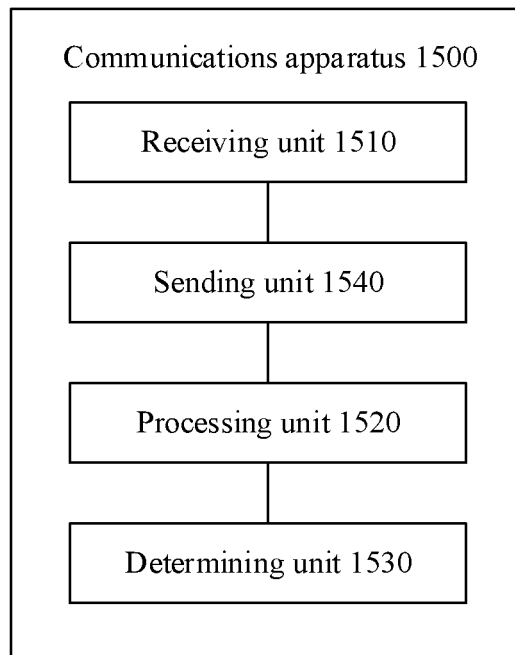 Communications apparatus 1500
Receiving unit 1510
Sending unit 1540
Processing unit 1520
Determining unit 1530